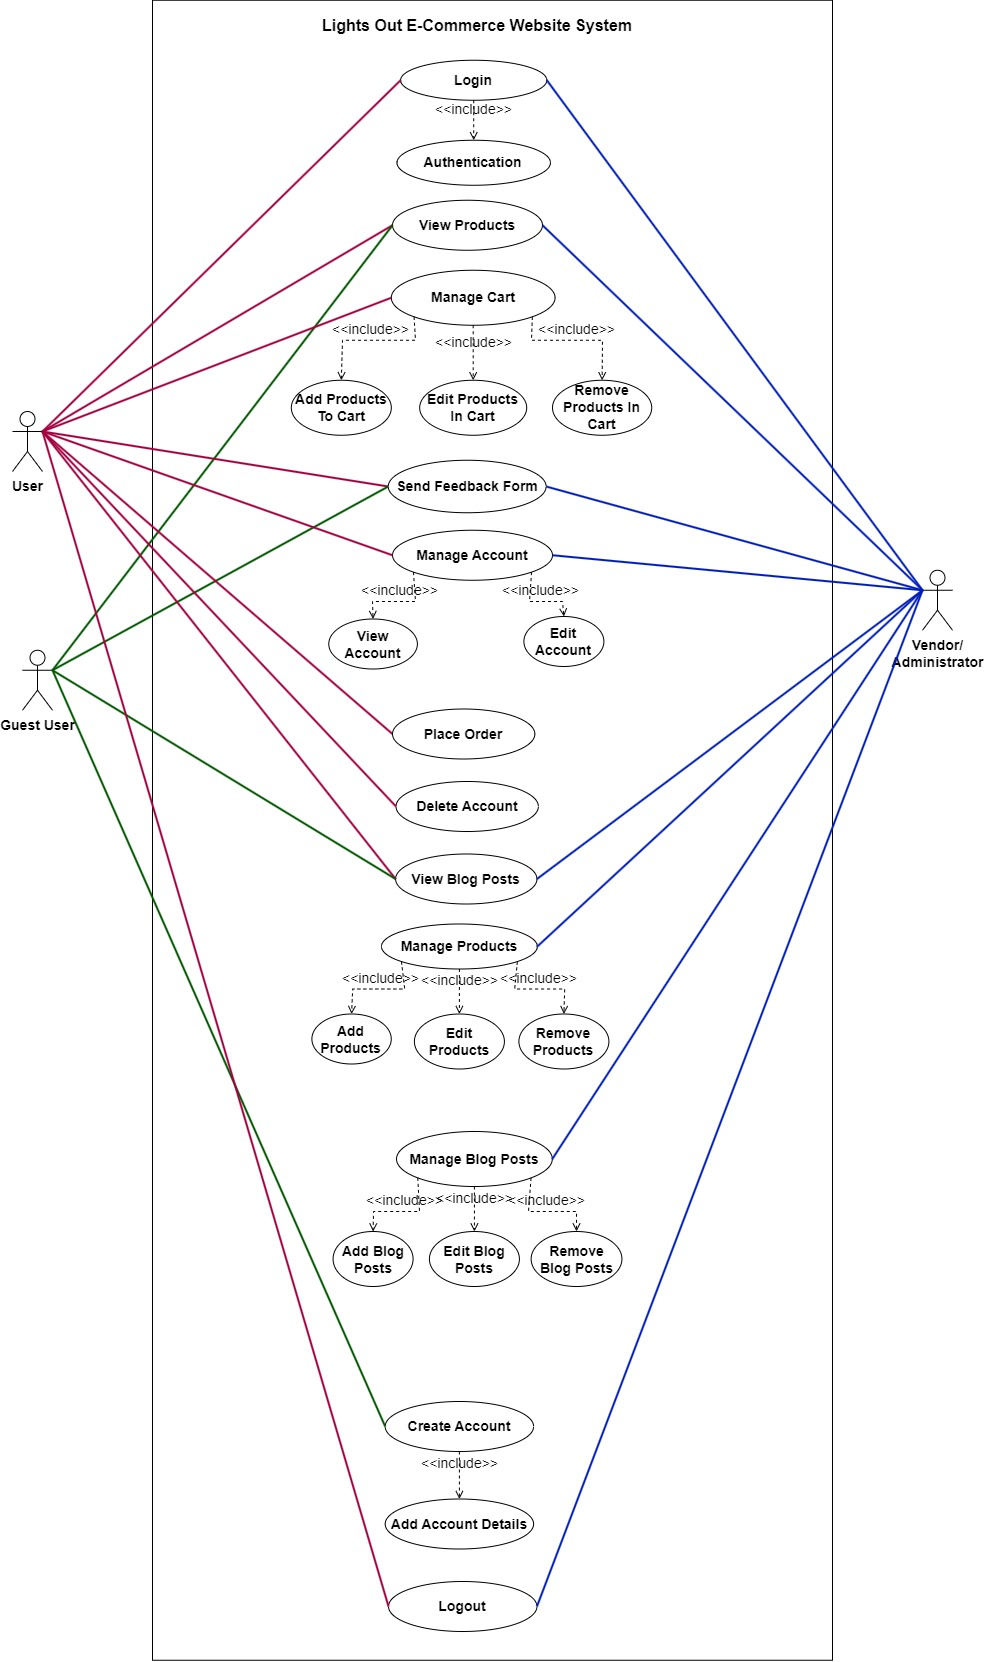 Lights Out E-Commerce Website System
Login
<<include>>
Authentication
View Products
Manage Cart
<<include>>
<<include>>
<<include>>
Add Products
To Cart
Edit Products
In Cart
Remove
Products In
Cart
User
Send Feedback Form
Manage Account
<<include>>
<<include>>
View
Account
Edit
Account
Vendor/
Administrator
Guest User
Place Order
Delete Account
View Blog Posts
Manage Products
<<include>>
<<include>>
<<include>>
Add
Products
Edit
Products
Remove
Products
Manage Blog Posts
<<include>>
<<include>>
<<include>>
Add Blog
Posts
Edit Blog
Posts
Remove
Blog Posts
Create Account
<<include>>
Add Account Details
Logout